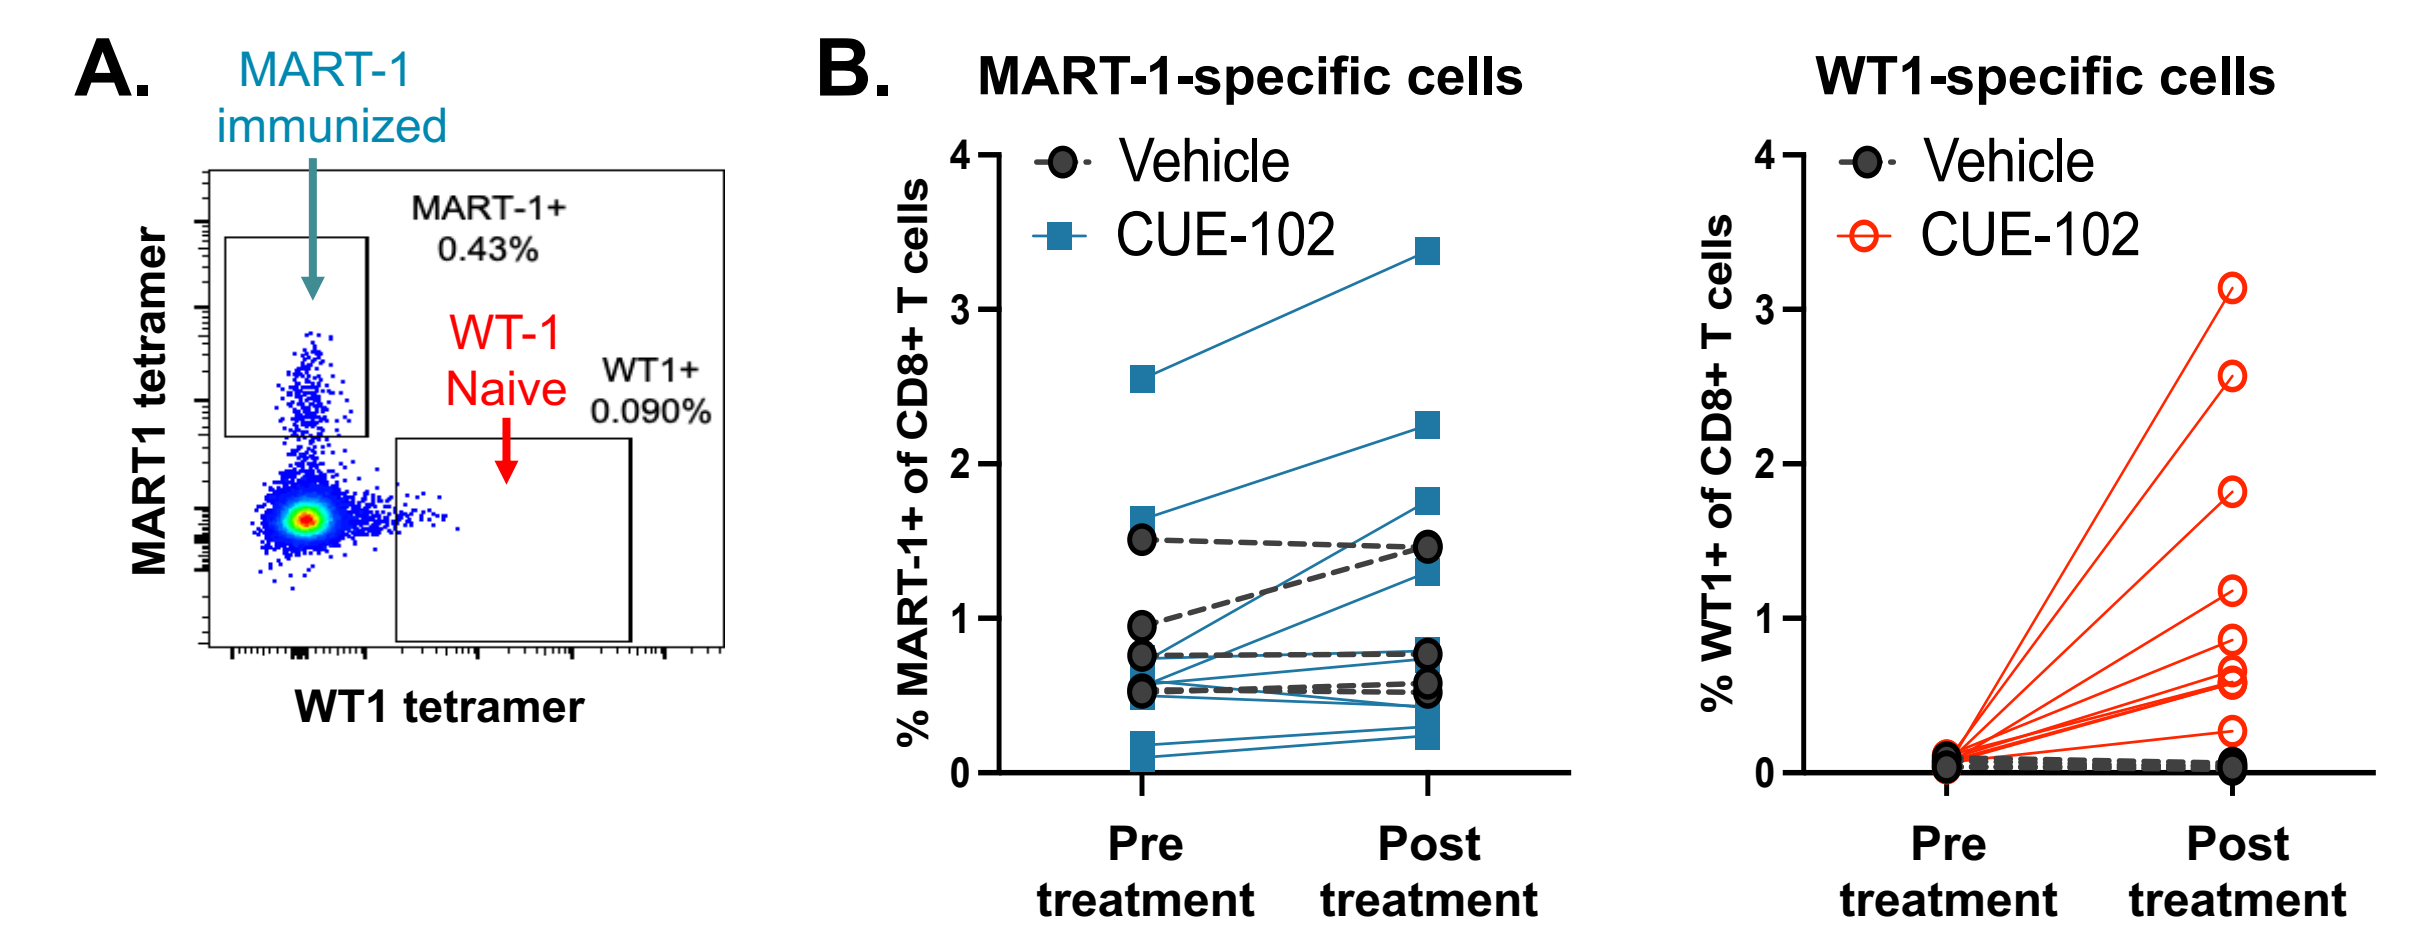 A.
MART-1
immunized
MART-1+
0.43%
WT-1
Naive
WT1+
0.090%
MART1 tetramer
WT1 tetramer
B.
MART-1-specific cells
Vehicle
CUE-102
% MART-1+ of CD8+ T cells
4
3
2
1
0
Pre
treatment
Post
treatment
WT1-specific cells
Vehicle
CUE-102
% WT1+ of CD8+ T cells
4
3
2
1
0
Pre
treatment
Post
treatment